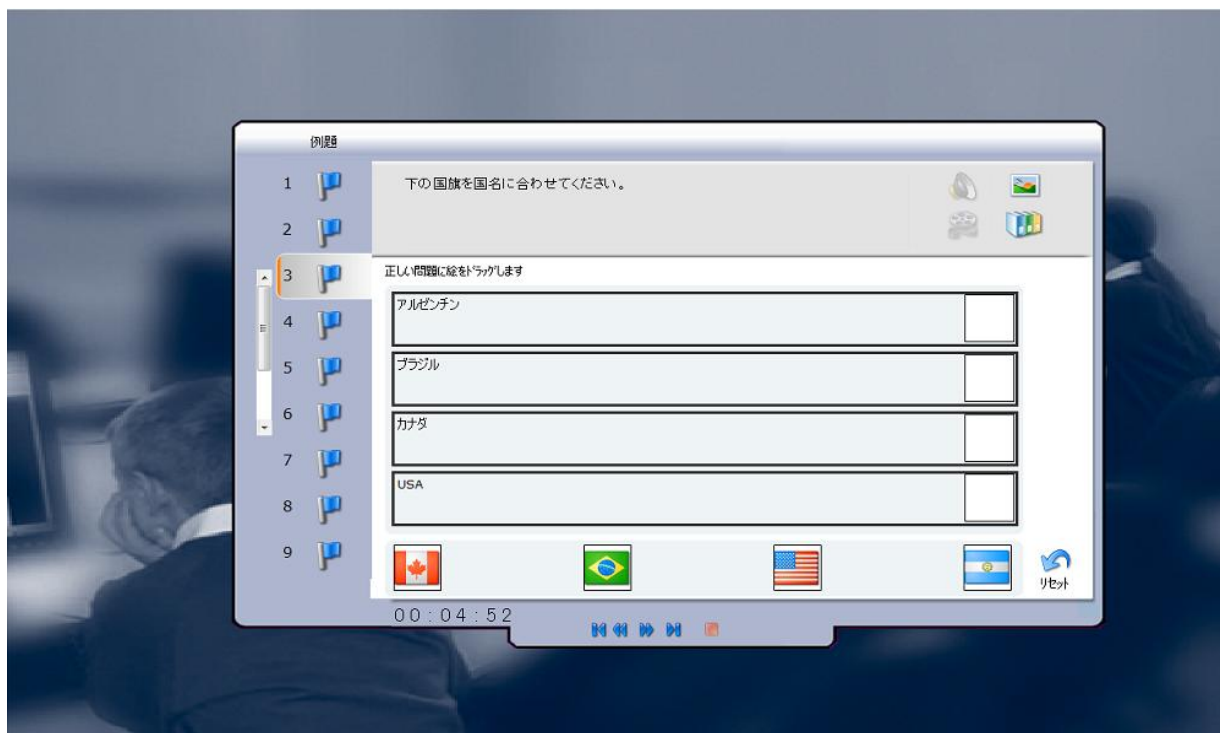 例題
1
2
3
4
5
6
7
8
9
下の国旗を国名に合わせてください。
正しい問題に絵をドラッグします
アルゼンチン
ブラジル
カナダ
USA
リセット
00:04:52